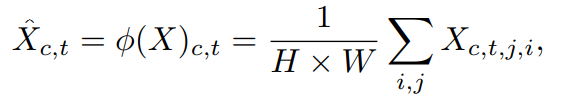 $\hat{X}_{c,t} = \phi(X)_{c,t} = \frac{1}{H \times W} \sum_{i,j} X_{c,t,j,i},$